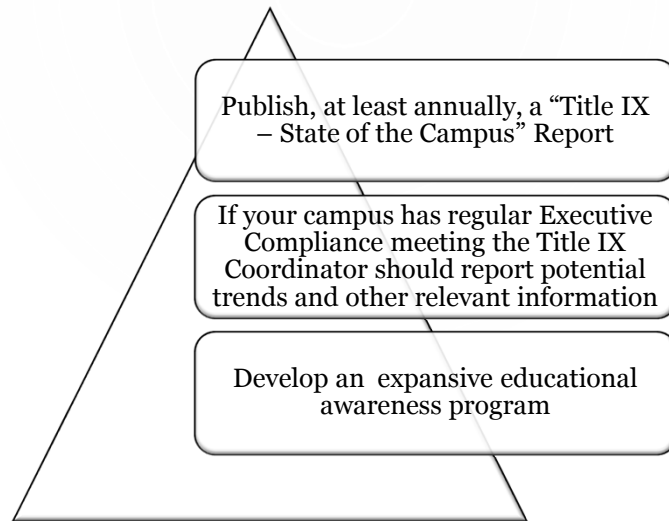 Publish, at least annually, a “Title IX
– State of the Campus” Report
If your campus has regular Executive
Compliance meeting the Title IX
Coordinator should report potential
trends and other relevant information
Develop an  expansive educational
awareness program